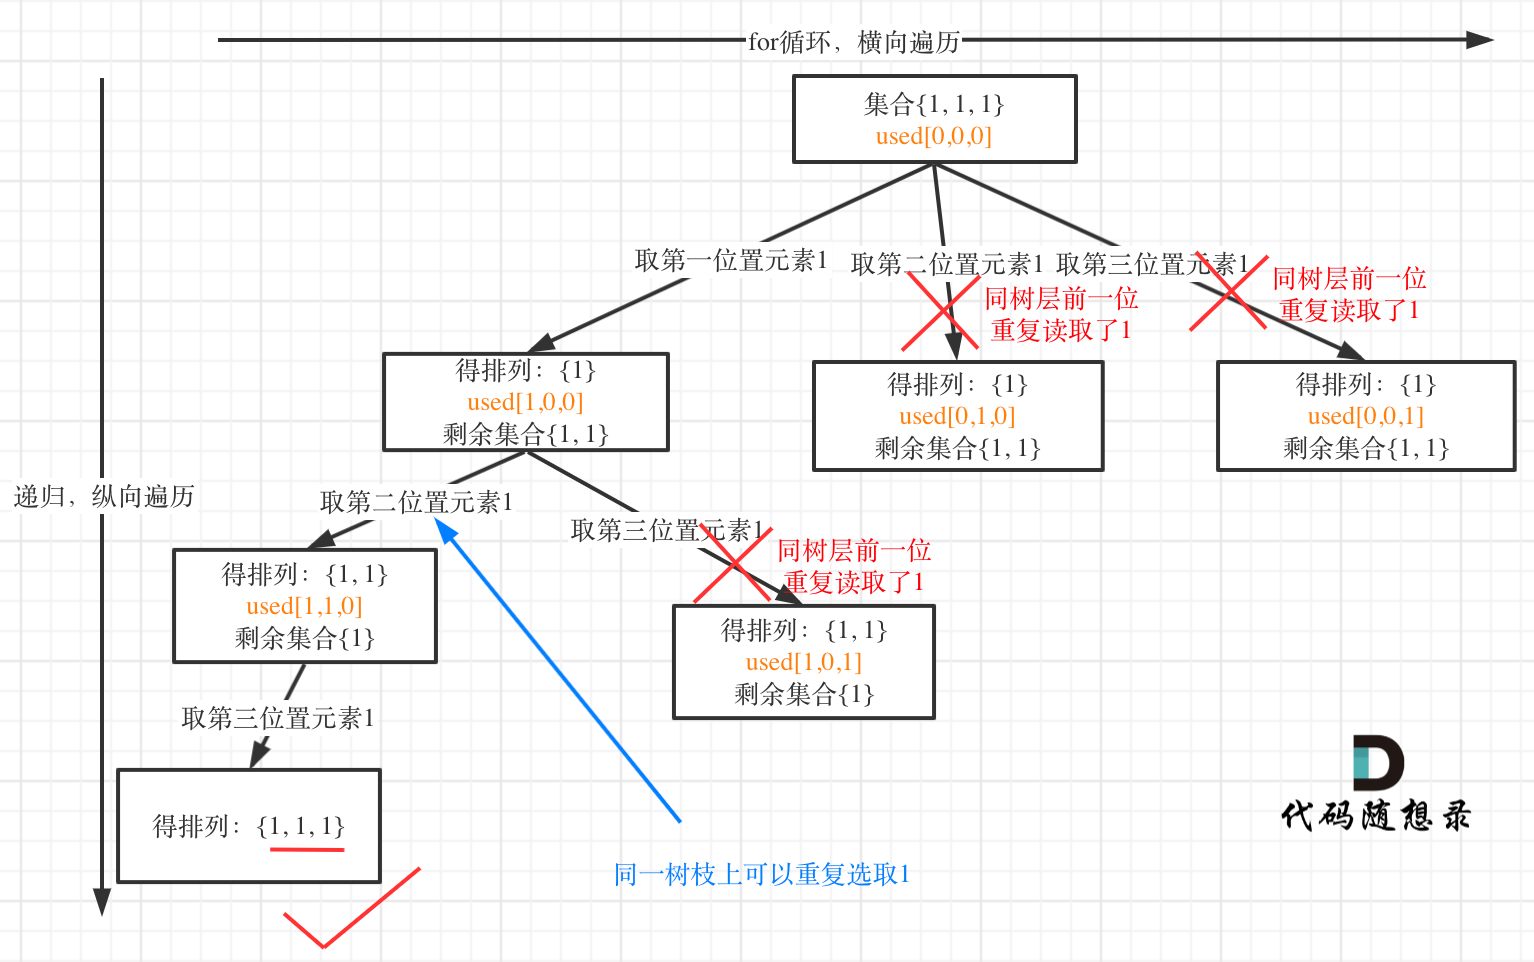 for循环，横向遍历
集合{1, 1, 1}
used[0,0,0]
取第一位置元素1
取第二位置元素1
取第三位置元素1
同树层前一位
重复读取了1
同树层前一位
重复读取了1
得排列：{1}
used[1,0,0]
剩余集合{1, 1}
得排列：{1}
used[0,1,0]
剩余集合{1, 1}
得排列：{1}
used[0,0,1]
剩余集合{1, 1}
递归，纵向遍历
取第二位置元素1
取第三位置元素1
同树层前一位
重复读取了1
得排列：{1, 1}
used[1,1,0]
剩余集合{1}
得排列：{1, 1}
used[1,0,1]
剩余集合{1}
取第三位置元素1
得排列：{1, 1, 1}
同一树枝上可以重复选取1
代码随想录